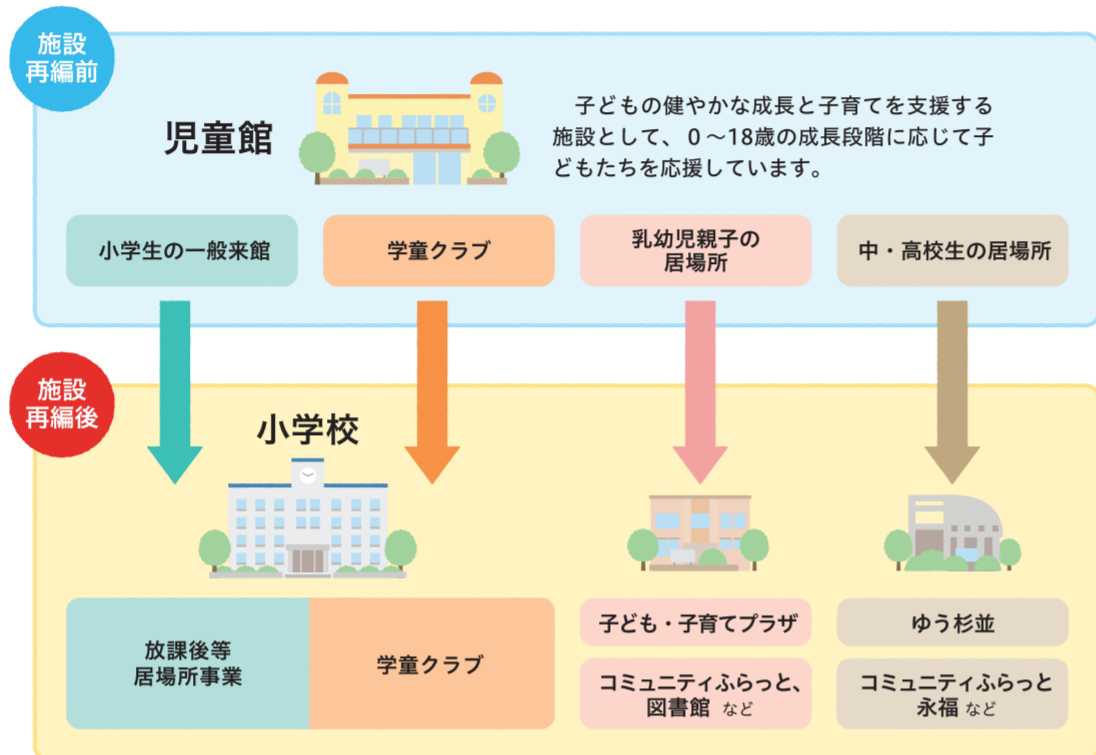 施設
再編前
児童館
子どもの健やかな成長と子育てを支援する
施設として、０～18歳の成長段階に応じて子
どもたちを応援しています。
小学生の一般来館
学童クラブ
乳幼児親子の
居場所
中・高校生の居場所
施設
再編後
小学校
放課後等
居場所事業
学童クラブ
子ども・子育てプラザ
コミュニティふらっと、
図書館 など
ゆう杉並
コミュニティふらっと
永福 など